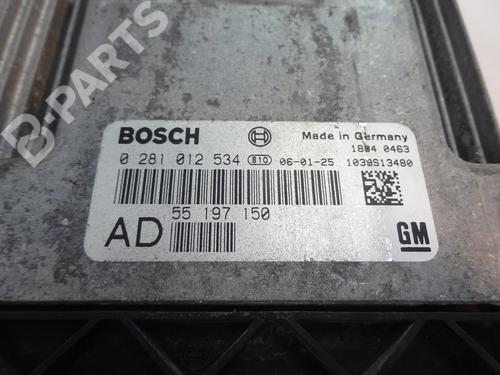 B-PARTS
BOSCH
Made in Germany
1884 0463
0 281 012 534 B10 06-01-25 1039S13480
55 197 150
AD
GM